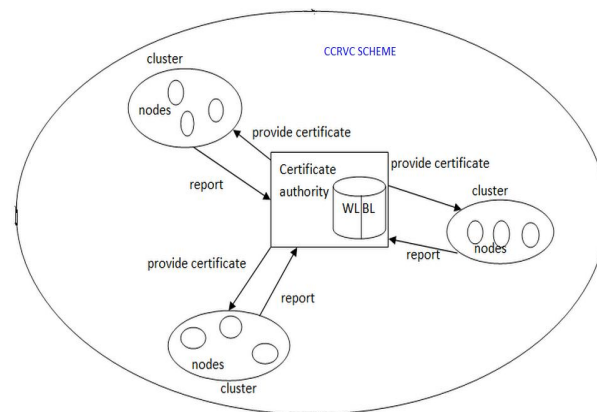 CCRVC SCHEME
cluster
nodes
provide certificate
report
Certificate
authority
WL BL
provide certificate
cluster
nodes
report
provide certificate
report
nodes
cluster